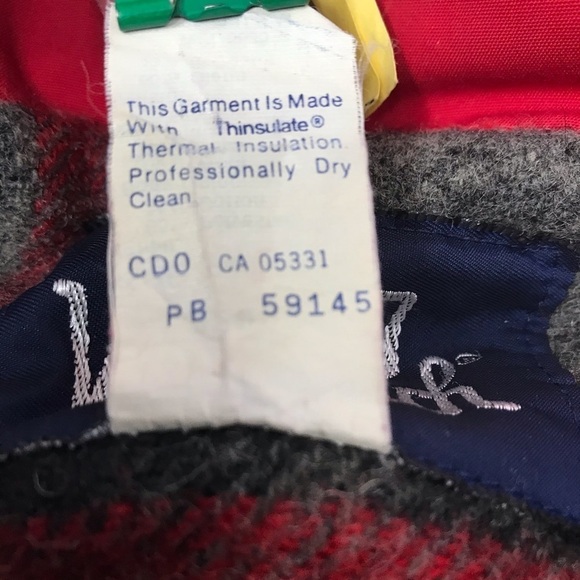 This Garment Is Made
With Thinsulate®
Thermal Insulation.
Professionally Dry
Clean
CDO CA 05331
PB 59145